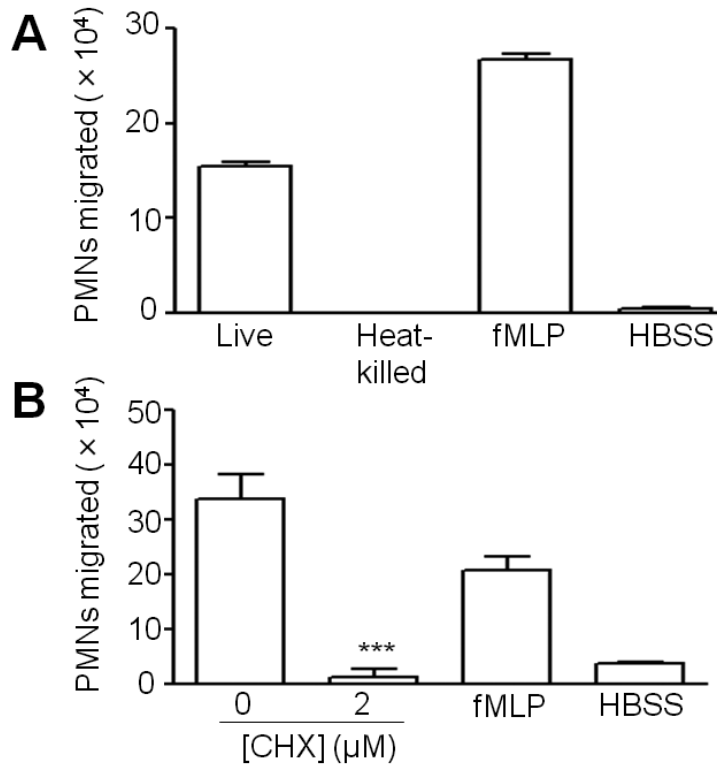 A
PMNs migrated ( × 10⁴)
30
20
10
0
Live
Heat-
killed
fMLP
HBSS
B
PMNs migrated ( × 10⁴)
50
40
30
20
10
0
***
0
2
fMLP
HBSS
[CHX] (μM)